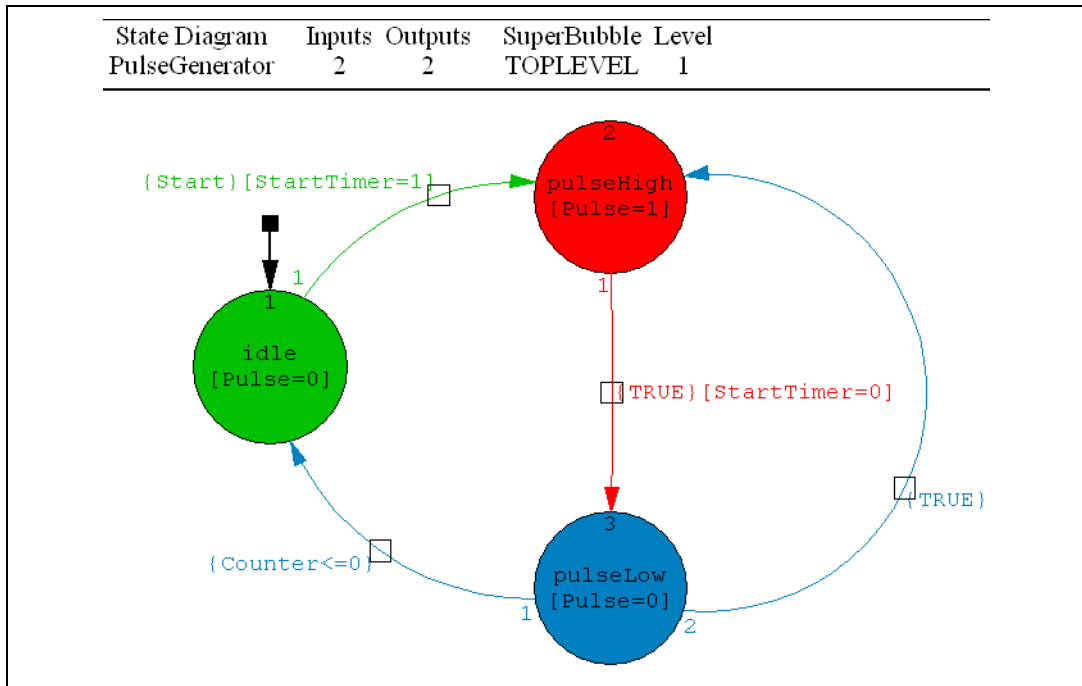 State Diagram Inputs Outputs SuperBubble Level
PulseGenerator 2 2 TOPLEVEL 1
2
{Start}[StartTimer=1]
pulseHigh
[Pulse=1]
1
1
1
idle
[Pulse=0]
{TRUE}[StartTimer=0]
{TRUE}
3
{Counter<=0}
pulseLow
[Pulse=0]
1
2